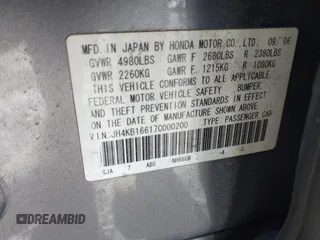 MFD. IN JAPAN BY HONDA MOTOR CO., LTD. 09/06
GVWR 4980LBS GAWR F 2680LBS R 2380LBS
GVWR 2260KG GAWR F 1215KG R 1080KG
THIS VEHICLE CONFORMS TO ALL APPLICABLE
FEDERAL MOTOR VEHICLE SAFETY, BUMPER,
AND THEFT PREVENTION STANDARDS IN EFFECT
ON THE DATE OF MANUFACTURE SHOWN ABOVE.
V.I.N: JH4KB16617C000200 TYPE: PASSENGER CAR
SJA 7 ABS NH666M A C
DREAMBID